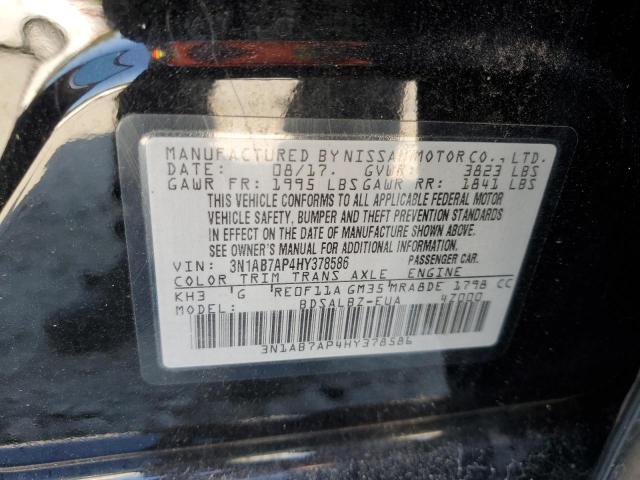 MANUFACTURED BY NISSAN MOTOR CO., LTD.
DATE: 08/17. GVWR: 3823 LBS
GAWR FR: 1995 LBS GAWR RR: 1841 LBS
THIS VEHICLE CONFORMS TO ALL APPLICABLE FEDERAL MOTOR
VEHICLE SAFETY, BUMPER AND THEFT PREVENTION STANDARDS
IN EFFECT ON THE DATE OF MANUFACTURE SHOWN ABOVE.
SEE OWNER'S MANUAL FOR ADDITIONAL INFORMATION.
VIN: 3N1AB7AP4HY378586 PASSENGER CAR.
COLOR TRIM TRANS AXLE ENGINE
KH3 G RE0F11A GM35 MRA8DE 1798 CC
MODEL: BDSALBZ-EUA 4Z000
3N1AB7AP4HY378586